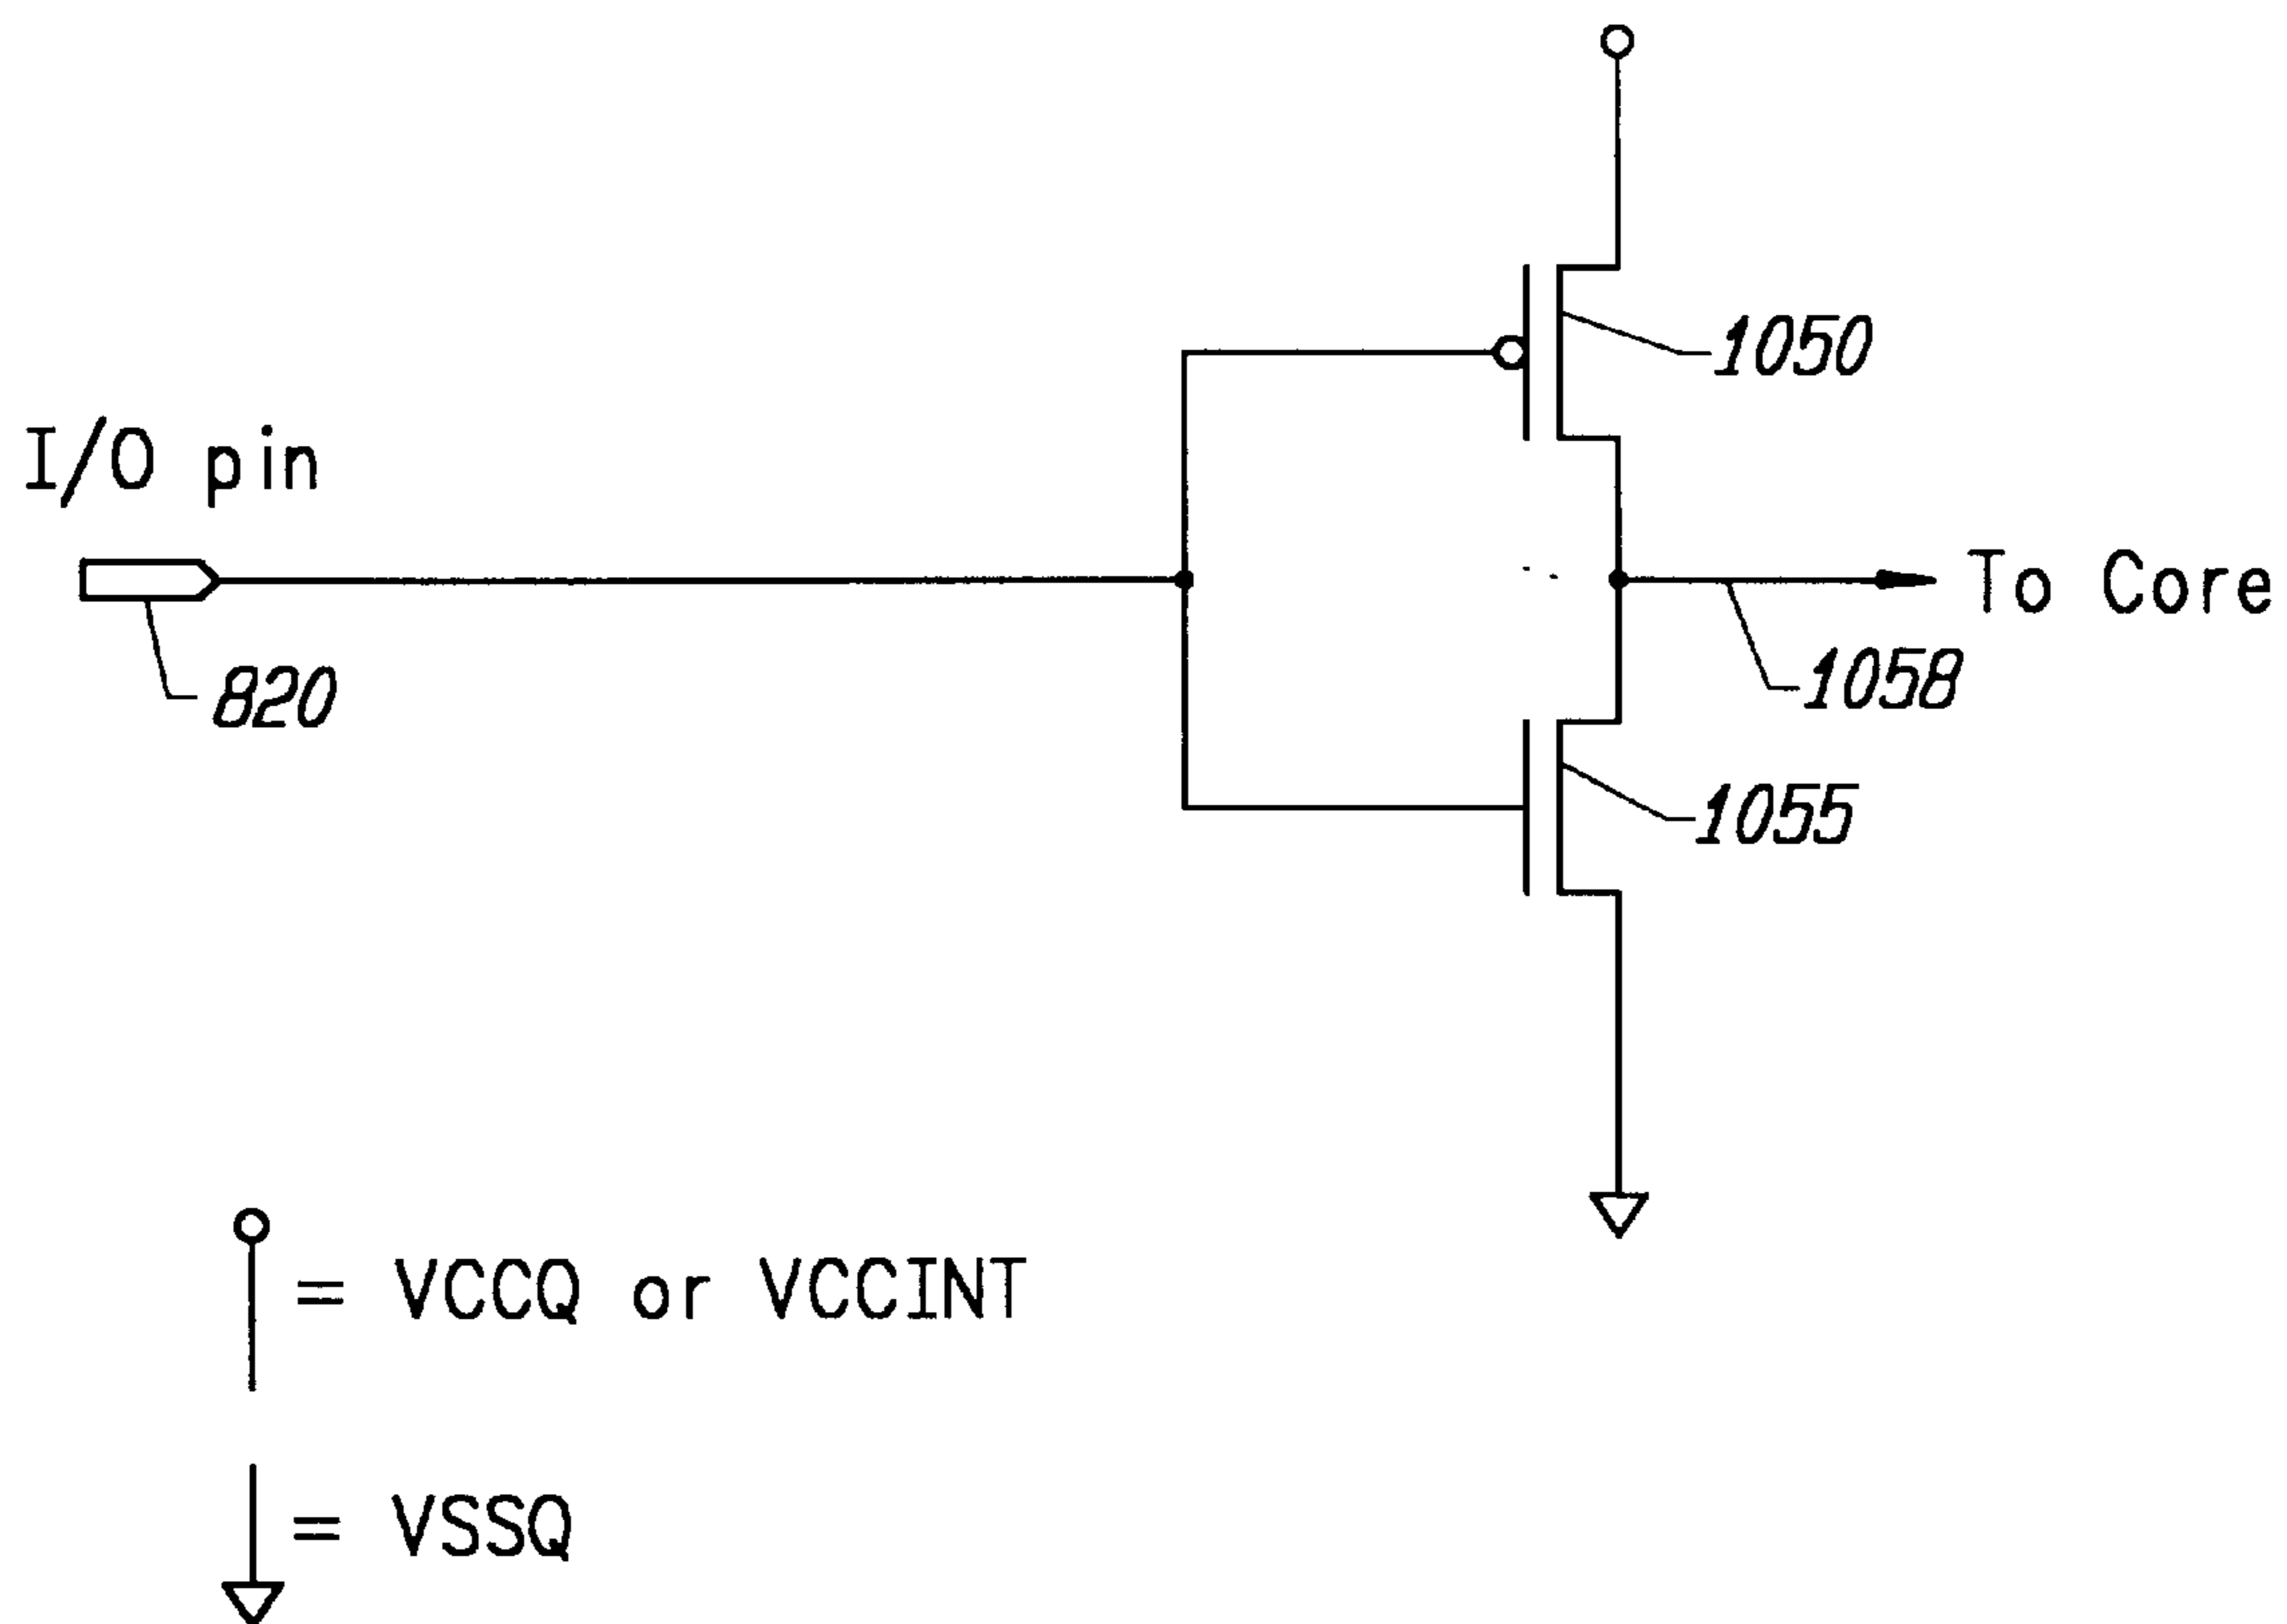 1050
I/O pin
To Core
820
1058
1055
= VCCQ or VCCINT
= VSSQ